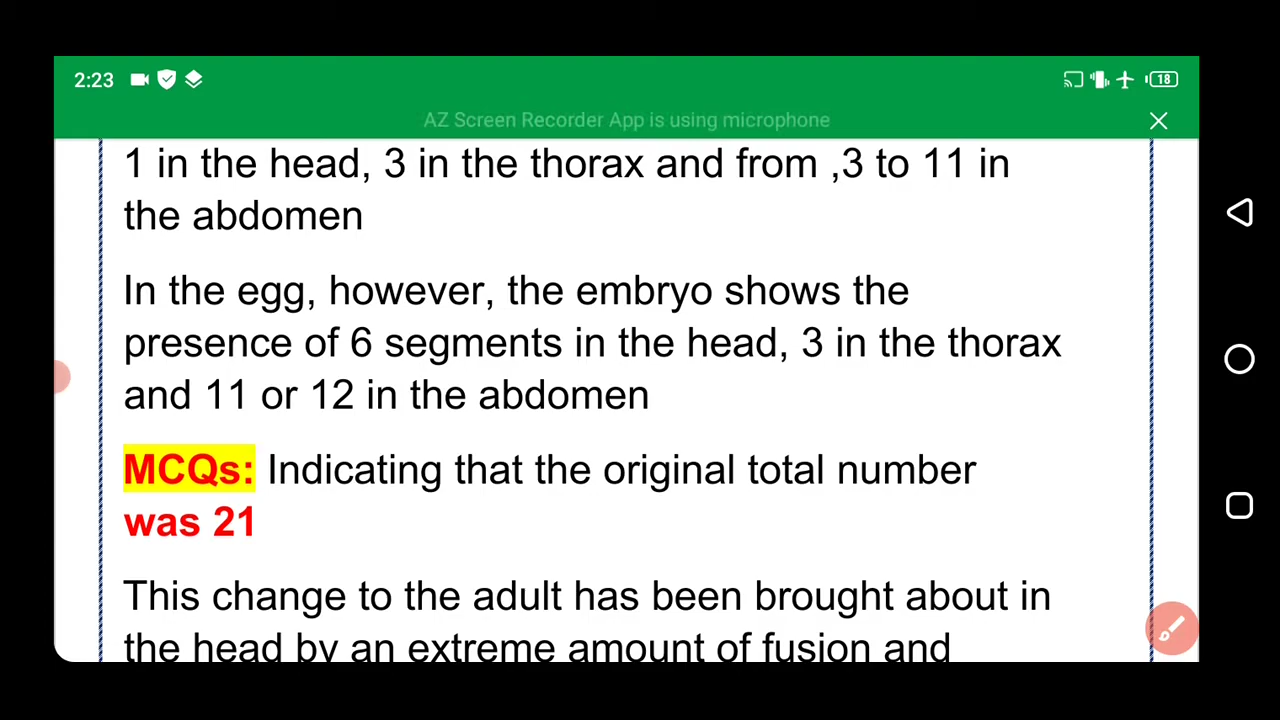 2:23
18
AZ Screen Recorder App is using microphone
1 in the head, 3 in the thorax and from ,3 to 11 in
the abdomen
In the egg, however, the embryo shows the
presence of 6 segments in the head, 3 in the thorax
and 11 or 12 in the abdomen
MCQs: Indicating that the original total number
was 21
This change to the adult has been brought about in
the head by an extreme amount of fusion and